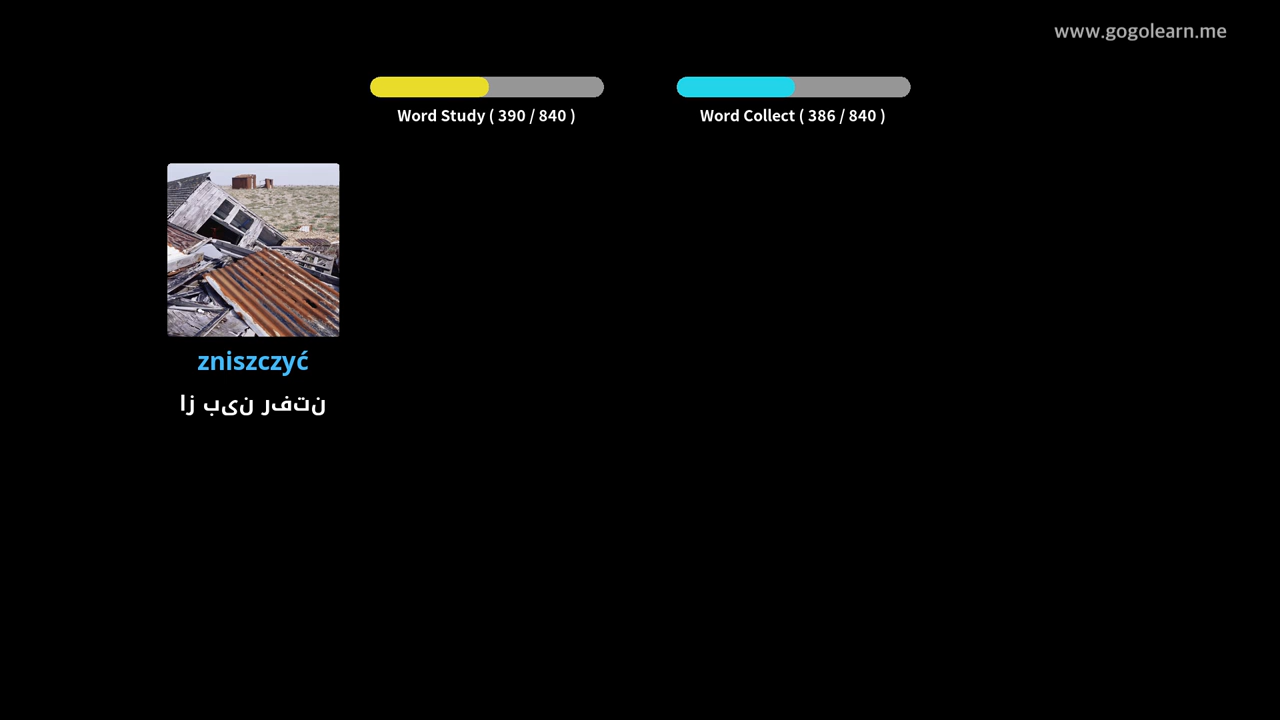 www.gogolearn.me
Word Study ( 390 / 840 )
Word Collect ( 386 / 840 )
zniszczyć
از بین رفتن